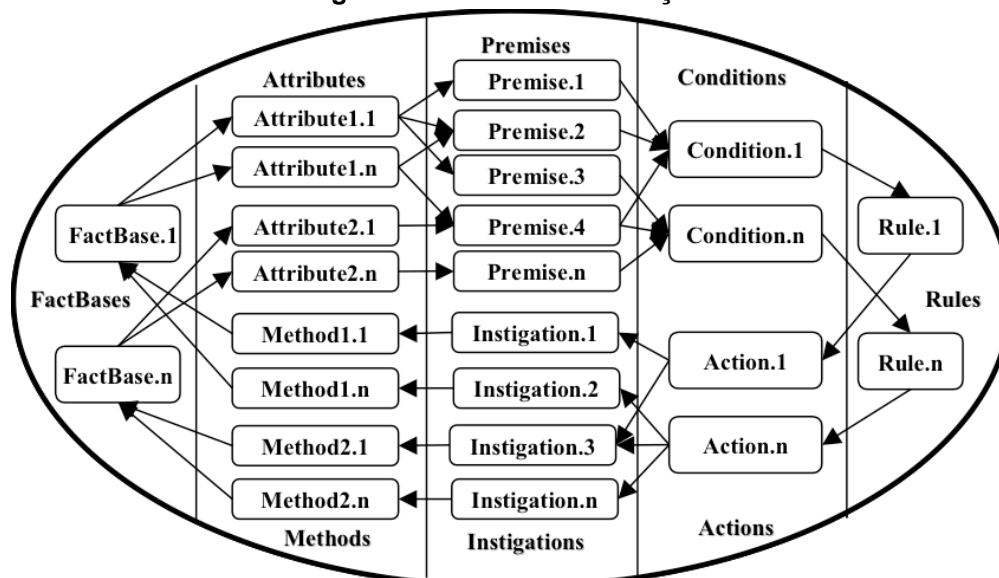 Premises
Attributes
Conditions
Premise.1
Attribute1.1
Premise.2
Condition.1
Attribute1.n
Premise.3
FactBase.1
Attribute2.1
Premise.4
Condition.n
Rule.1
Attribute2.n
Premise.n
FactBases
Rules
Method1.1
Instigation.1
FactBase.n
Action.1
Rule.n
Method1.n
Instigation.2
Method2.1
Instigation.3
Action.n
Method2.n
Instigation.n
Methods
Instigations
Actions